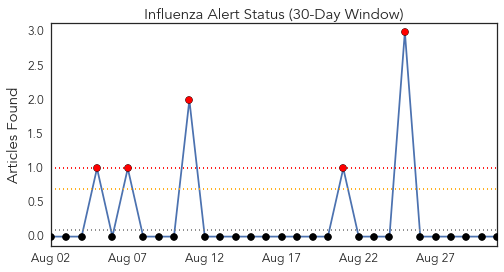 Influenza Alert Status (30-Day Window)
Articles Found
3.0
2.5
2.0
1.5
1.0
0.5
0.0
Aug 02 Aug 07 Aug 12 Aug 17 Aug 22 Aug 27